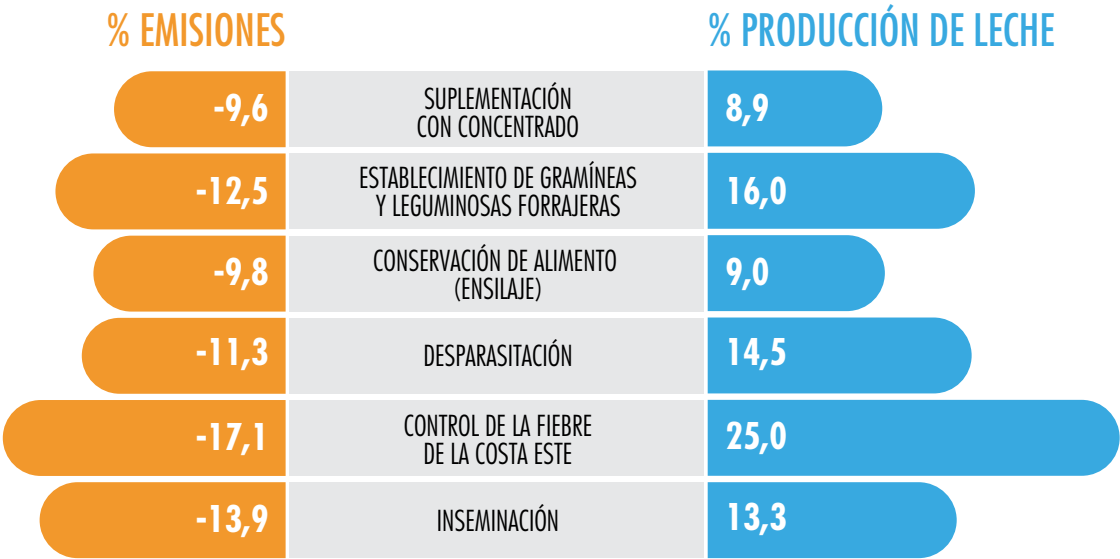 % EMISIONES
% PRODUCCIÓN DE LECHE
-9,6
SUPLEMENTACIÓN
CON CONCENTRADO
8,9
-12,5
ESTABLECIMIENTO DE GRAMÍNEAS
Y LEGUMINOSAS FORRAJERAS
16,0
-9,8
CONSERVACIÓN DE ALIMENTO
(ENSILAJE)
9,0
-11,3
DESPARASITACIÓN
14,5
-17,1
CONTROL DE LA FIEBRE
DE LA COSTA ESTE
25,0
-13,9
INSEMINACIÓN
13,3